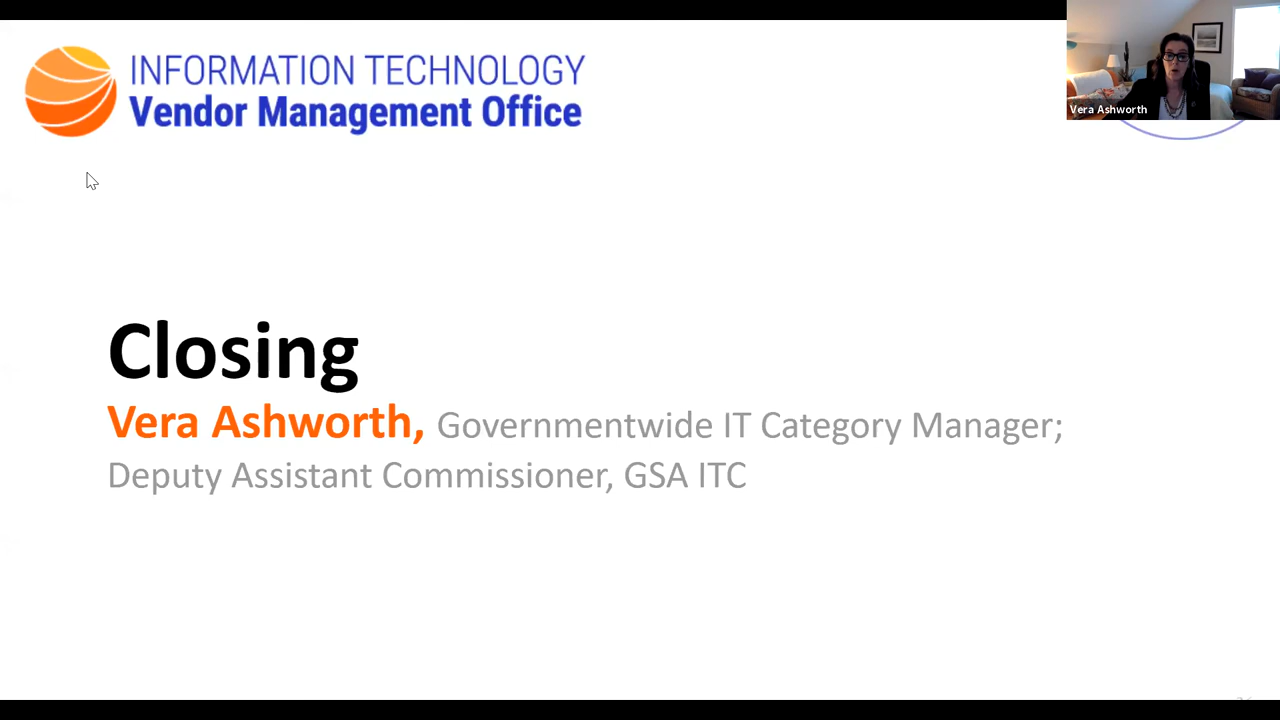 INFORMATION TECHNOLOGY
Vendor Management Office
Vera Ashworth
Closing
Vera Ashworth, Governmentwide IT Category Manager;
Deputy Assistant Commissioner, GSA ITC